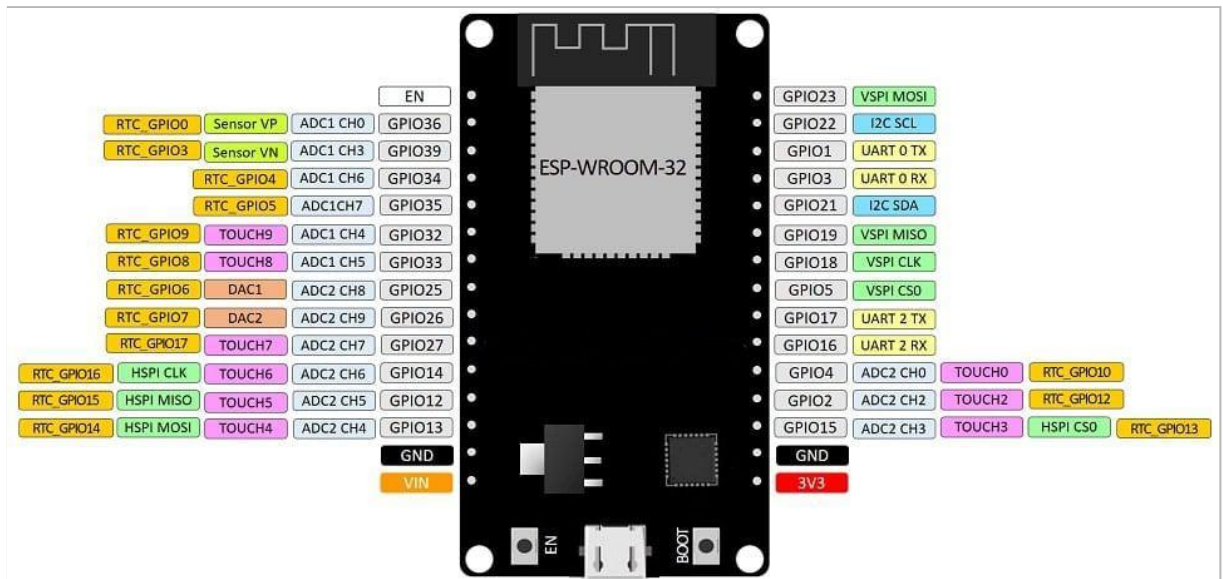 EN GPIO23 VSPI MOSI
RTC_GPIO0 Sensor VP ADC1 CH0 GPIO36 GPIO22 I2C SCL
RTC_GPIO3 Sensor VN ADC1 CH3 GPIO39 GPIO1 UART 0 TX
ESP-WROOM-32
RTC_GPIO4 ADC1 CH6 GPIO34 GPIO3 UART 0 RX
RTC_GPIO5 ADC1CH7 GPIO35 GPIO21 I2C SDA
RTC_GPIO9 TOUCH9 ADC1 CH4 GPIO32 GPIO19 VSPI MISO
RTC_GPIO8 TOUCH8 ADC1 CH5 GPIO33 GPIO18 VSPI CLK
RTC_GPIO6 DAC1 ADC2 CH8 GPIO25 GPIO5 VSPI CS0
RTC_GPIO7 DAC2 ADC2 CH9 GPIO26 GPIO17 UART 2 TX
RTC_GPIO17 TOUCH7 ADC2 CH7 GPIO27 GPIO16 UART 2 RX
RTC_GPIO16 HSPI CLK TOUCH6 ADC2 CH6 GPIO14 GPIO4 ADC2 CH0 TOUCH0 RTC_GPIO10
RTC_GPIO15 HSPI MISO TOUCH5 ADC2 CH5 GPIO12 GPIO2 ADC2 CH2 TOUCH2 RTC_GPIO12
RTC_GPIO14 HSPI MOSI TOUCH4 ADC2 CH4 GPIO13 GPIO15 ADC2 CH3 TOUCH3 HSPI CS0 RTC_GPIO13
GND GND
VIN 3V3
EN BOOT